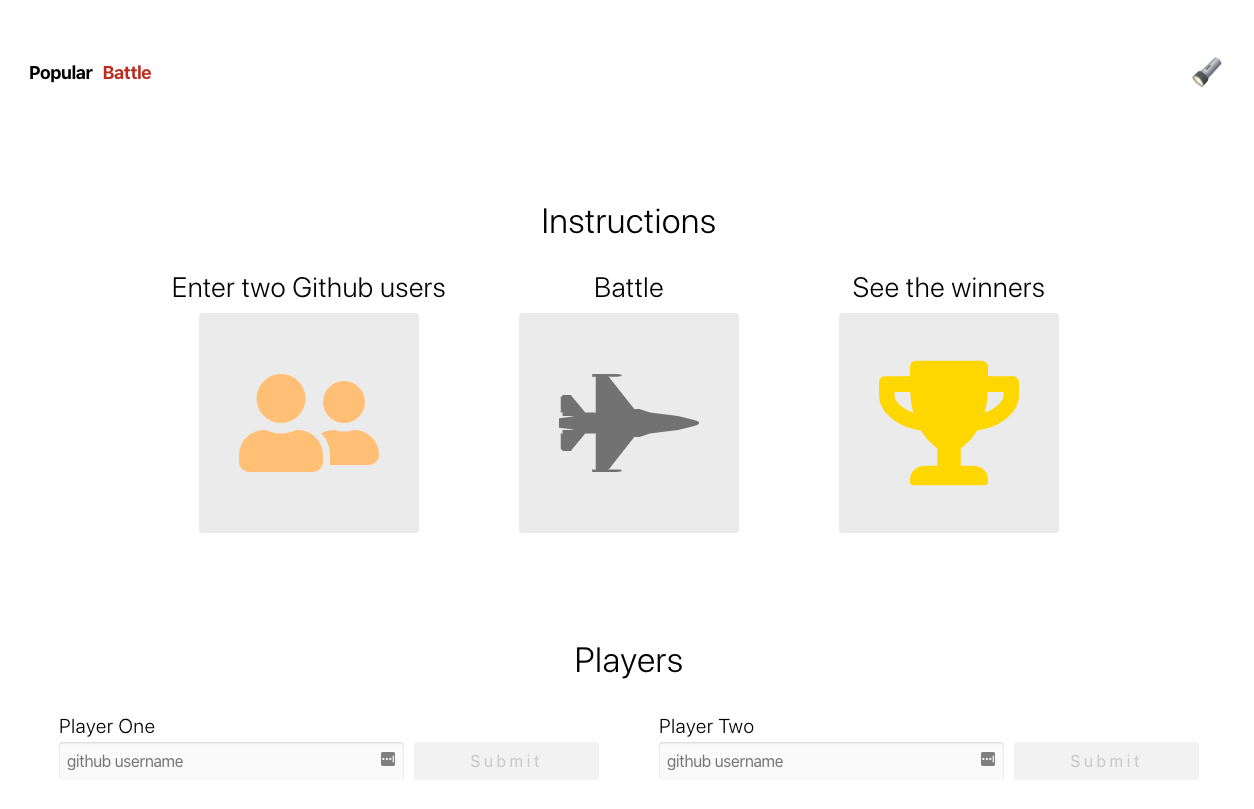 Popular Battle
Instructions
Enter two Github users
Battle
See the winners
Players
Player One
github username
Submit
Player Two
github username
Submit